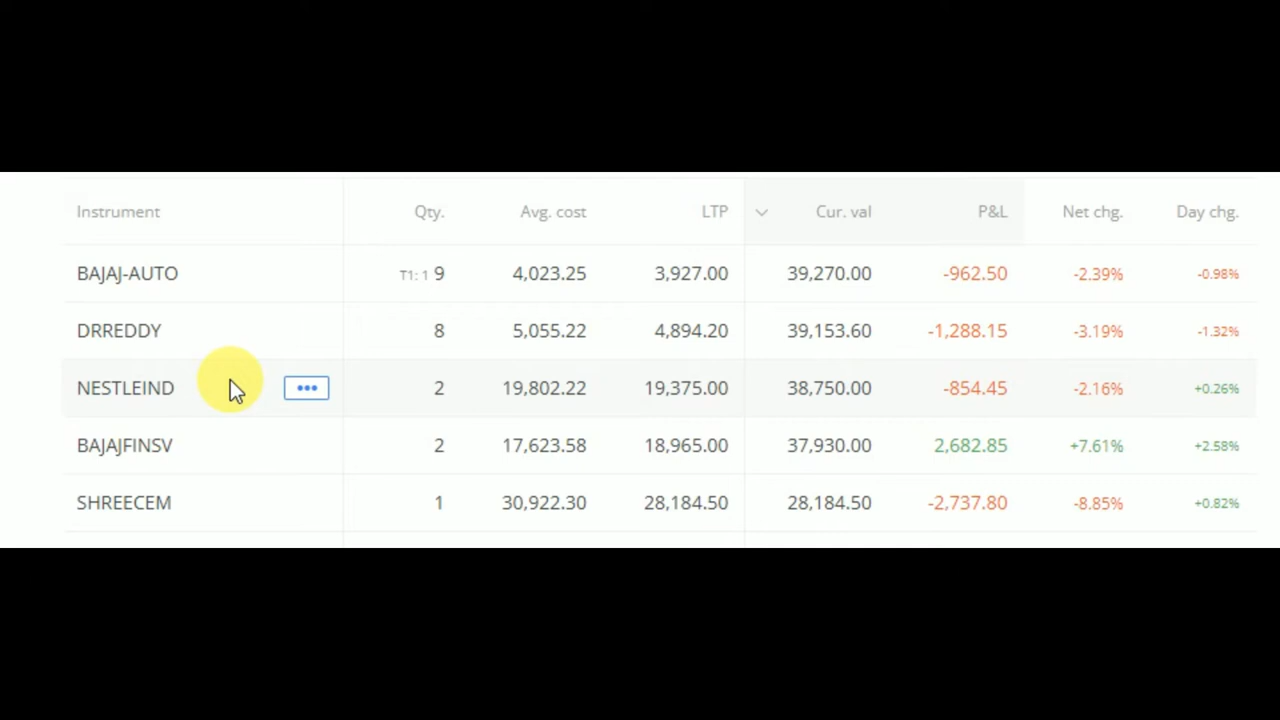 Instrument Qty. Avg. cost LTP Cur. val P&L Net chg. Day chg.
BAJAJ-AUTO T1: 1 9 4,023.25 3,927.00 39,270.00 -962.50 -2.39% -0.98%
DRREDDY 8 5,055.22 4,894.20 39,153.60 -1,288.15 -3.19% -1.32%
NESTLEIND ••• 2 19,802.22 19,375.00 38,750.00 -854.45 -2.16% +0.26%
BAJAJFINSV 2 17,623.58 18,965.00 37,930.00 2,682.85 +7.61% +2.58%
SHREECEM 1 30,922.30 28,184.50 28,184.50 -2,737.80 -8.85% +0.82%